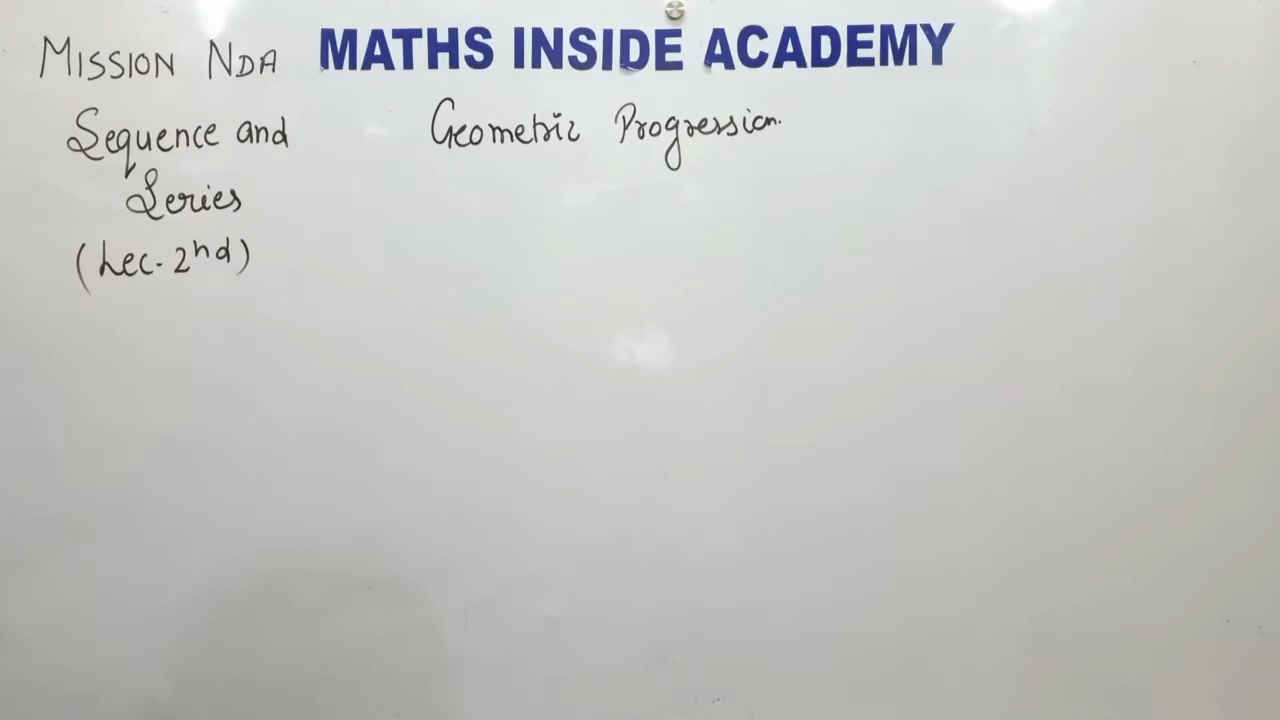 MISSION NDA MATHS INSIDE ACADEMY
Sequence and
Series
(Lec. 2nd)
Geometric Progression.